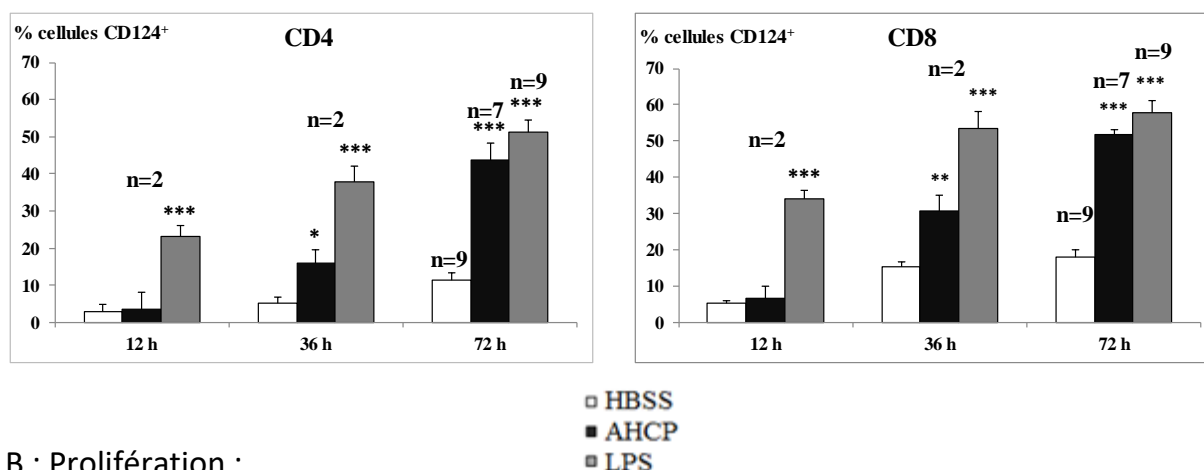 % cellules CD124+
CD4
70
60
50
40
30
20
10
0
n=2
***
n=2
*
***
n=9
n=7
***
n=9
***
12 h
36 h
72 h
% cellules CD124+
CD8
70
60
50
40
30
20
10
0
n=2
***
n=2
**
***
n=9
n=7
***
n=9
***
12 h
36 h
72 h
HBSS
AHCP
LPS
B : Prolifération :